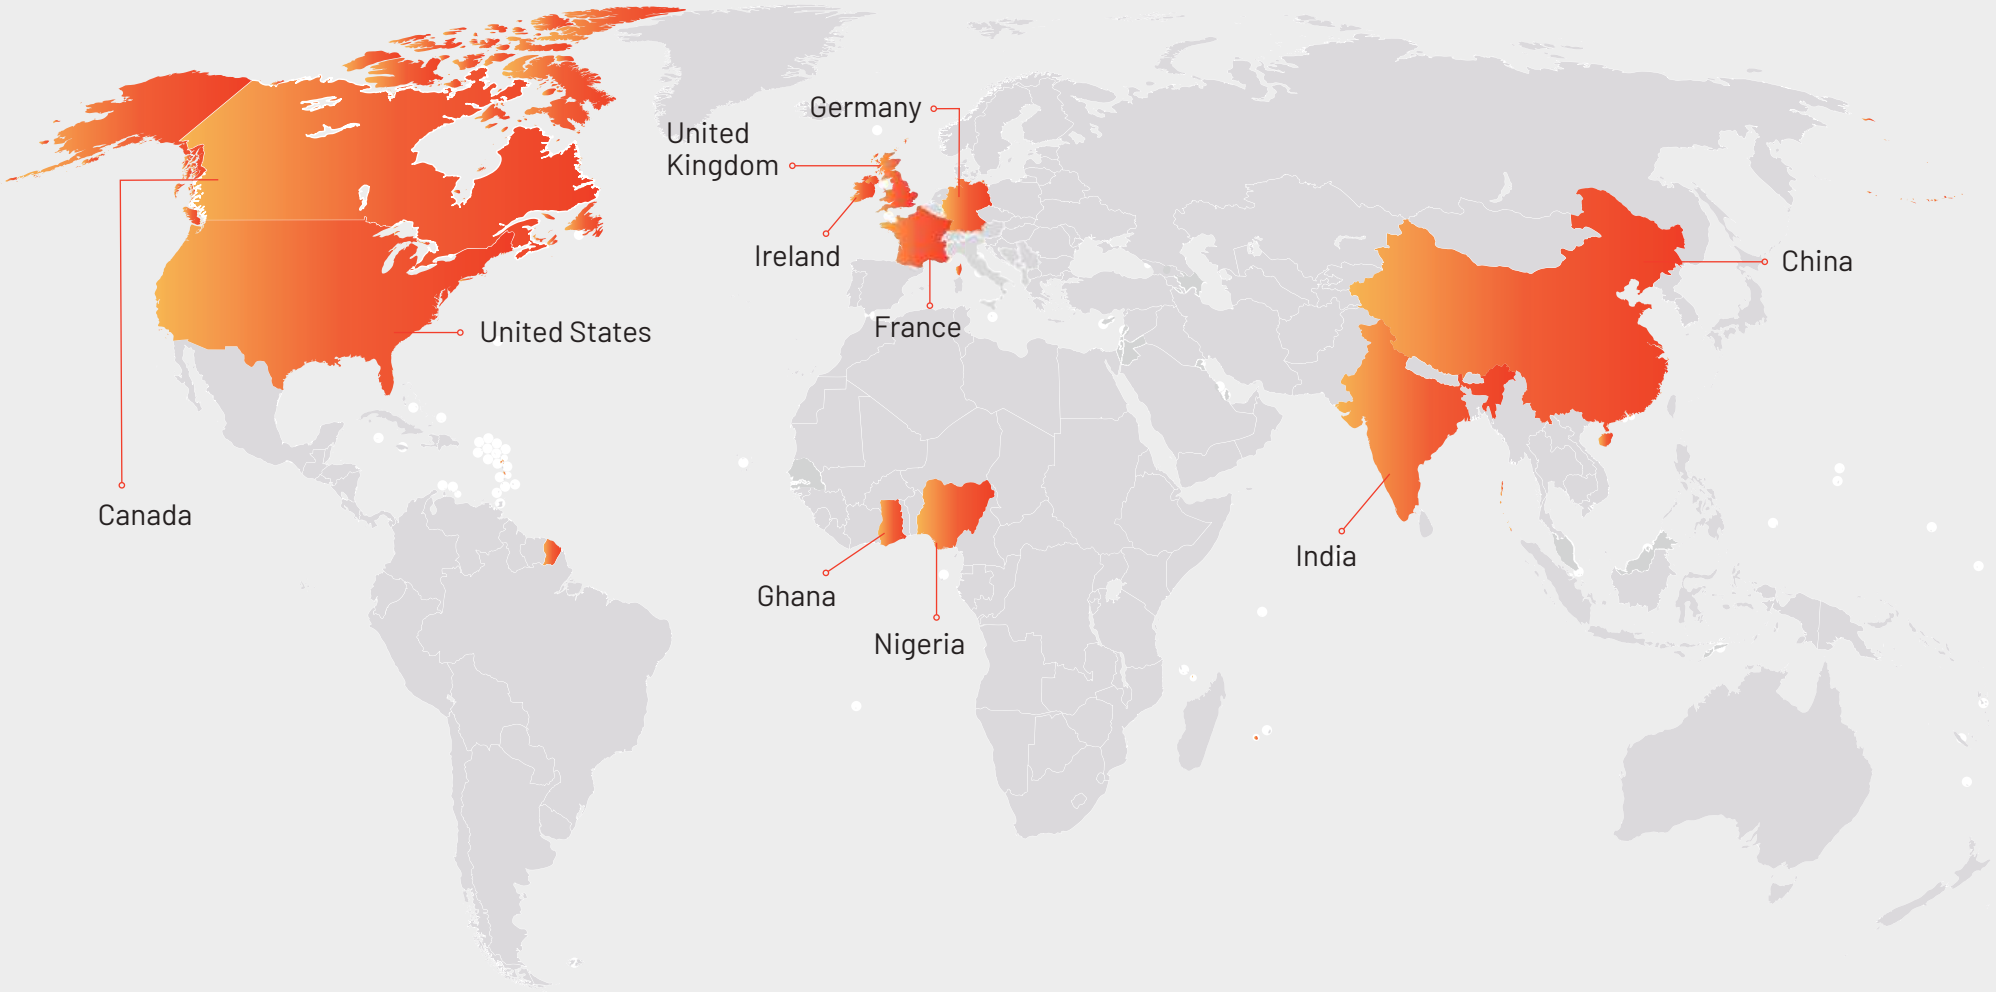 Germany
United
Kingdom
Ireland
China
France
United States
Canada
India
Ghana
Nigeria